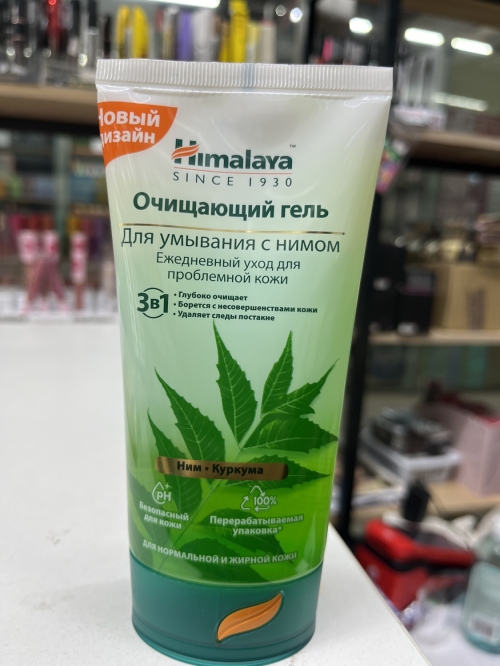 Новый
дизайн
Himalaya™
SINCE 1930
Очищающий гель
Для умывания с нимом
Ежедневный уход для
проблемной кожи
3в1
• Глубоко очищает
• Борется с несовершенствами кожи
• Удаляет следы постакне
Ним • Куркума
pH
Безопасный
для кожи
100%
Перерабатываемая
упаковка*
ДЛЯ НОРМАЛЬНОЙ И ЖИРНОЙ КОЖИ